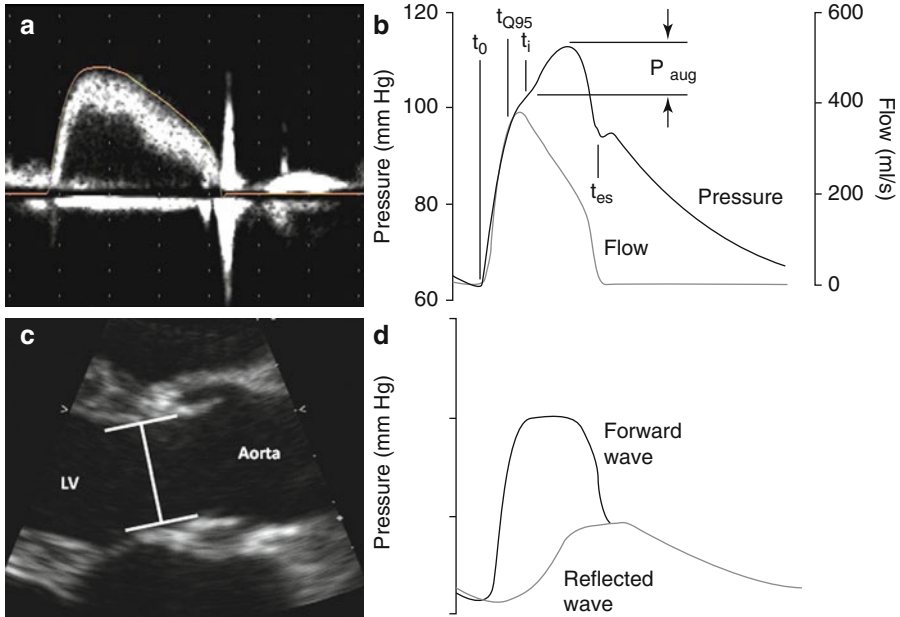 a
b
120
100
80
60
Pressure (mm Hg)
t0
tQ95
ti
tes
P aug
Pressure
Flow
600
400
200
0
Flow (ml/s)
c
LV
Aorta
d
Pressure (mm Hg)
Forward
wave
Reflected
wave